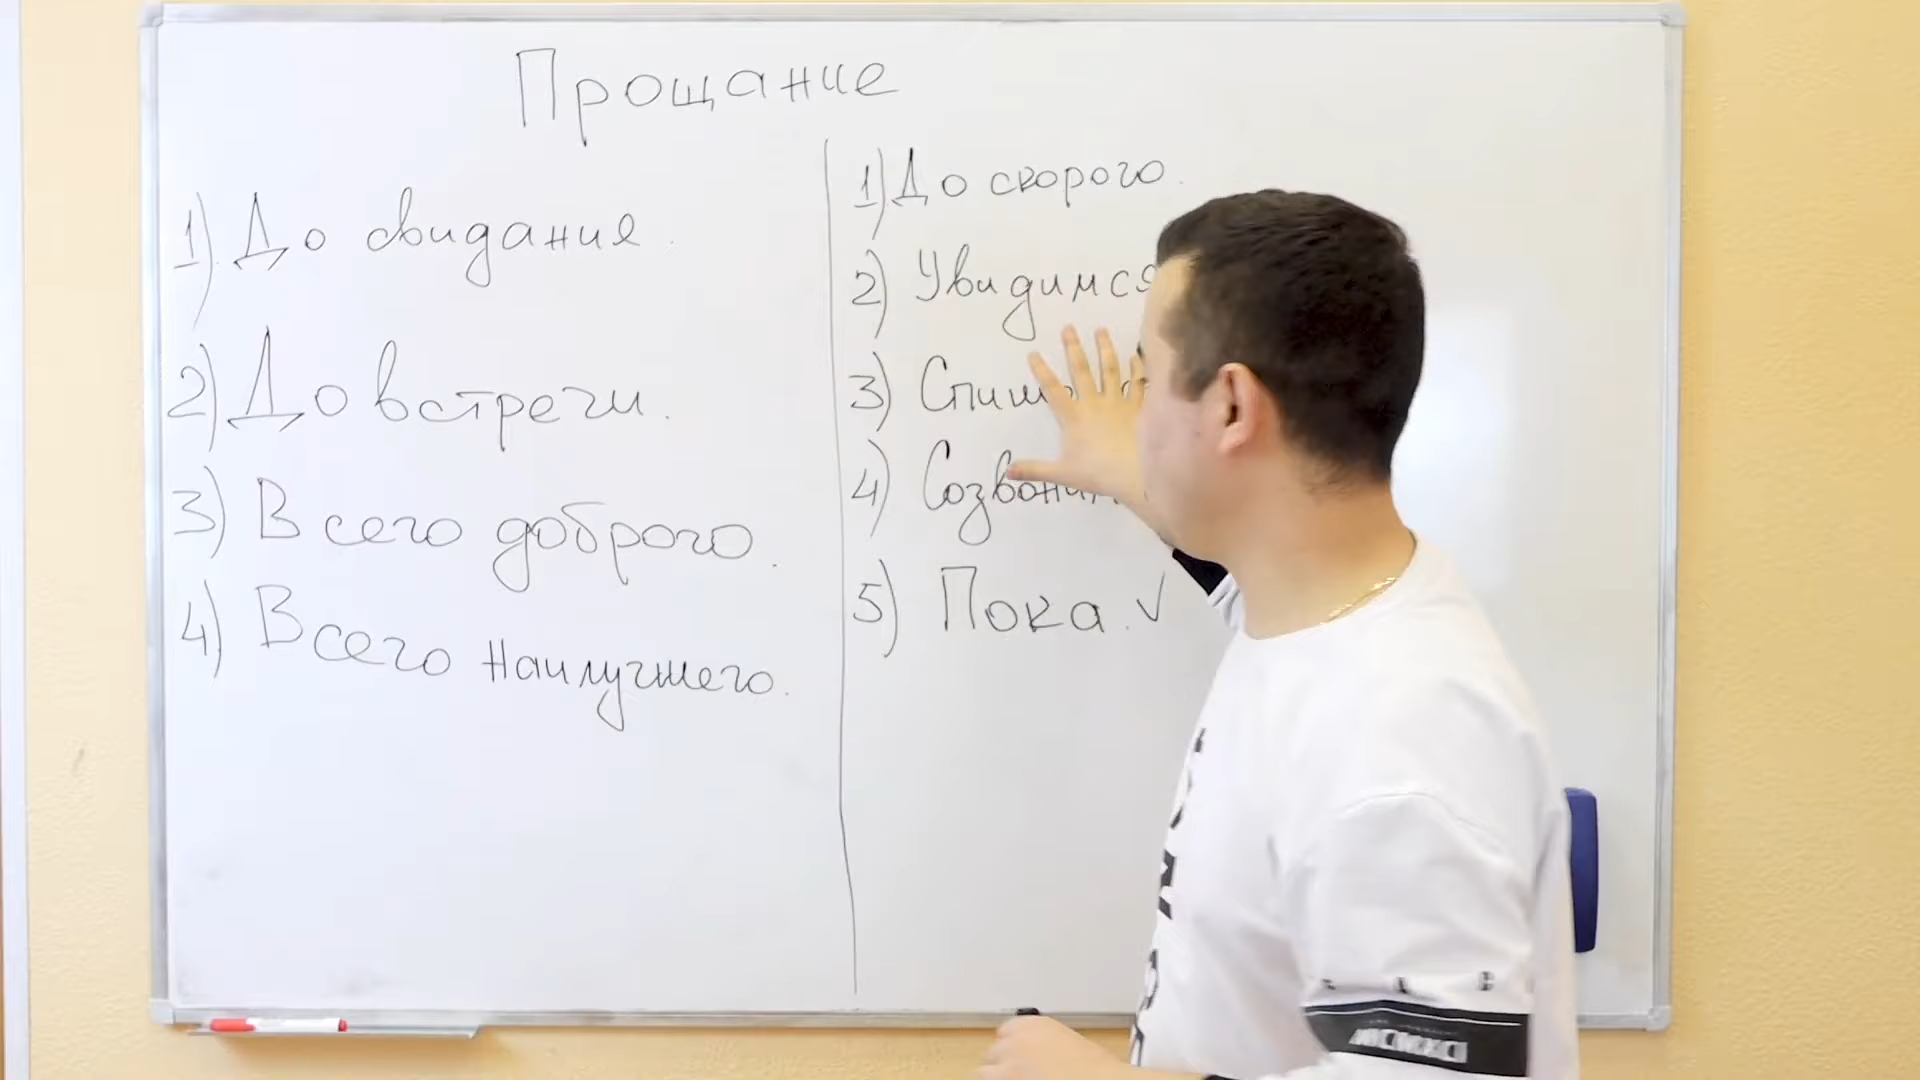 Прощание
1) До свидания.
2) До встречи.
3) Всего доброго.
4) Всего наилучшего.
1) До скорого.
2) Увидимся
3)
4)
5) Пока. √